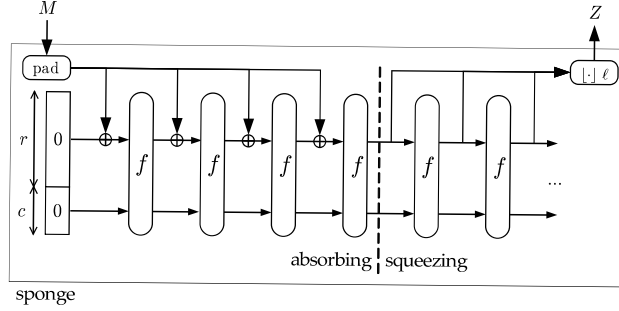 M Z
pad ⌊·⌋ ℓ
r 0 f f f f f f
...
c 0
absorbing squeezing
sponge